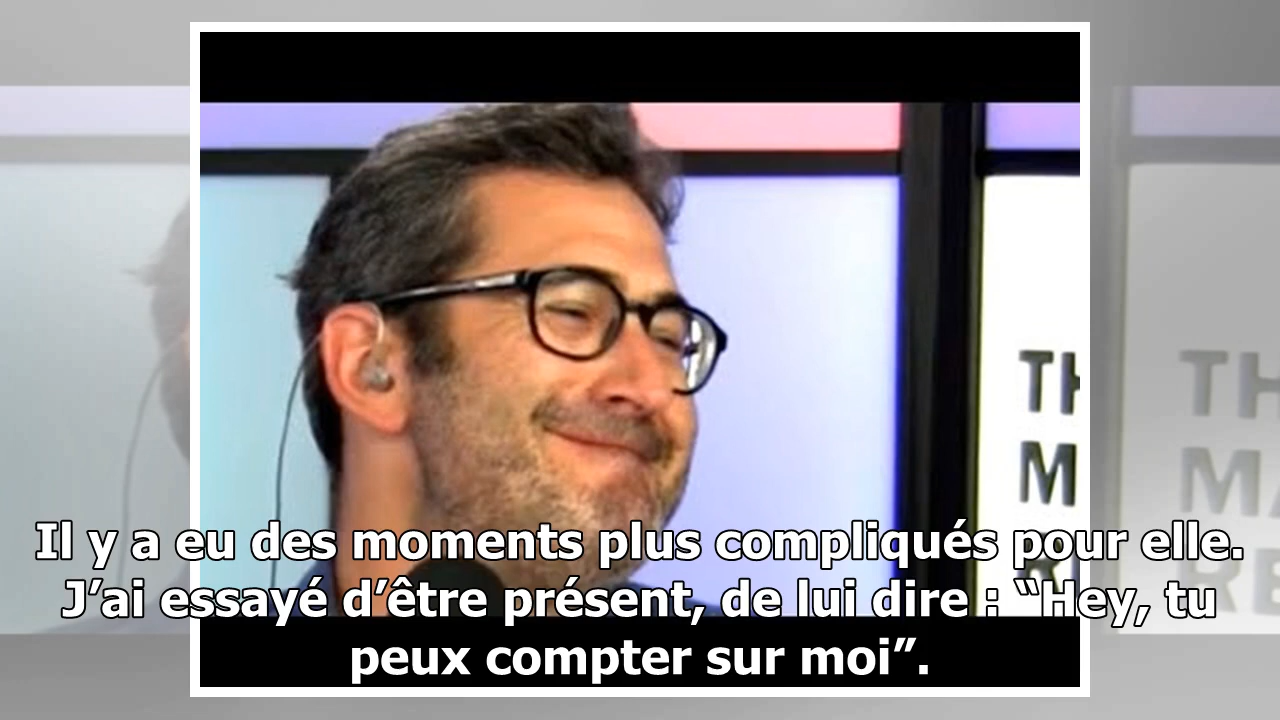 TH
M
Il y a eu des moments plus compliqués pour elle.
J’ai essayé d’être présent, de lui dire : “Hey, tu
peux compter sur moi”.